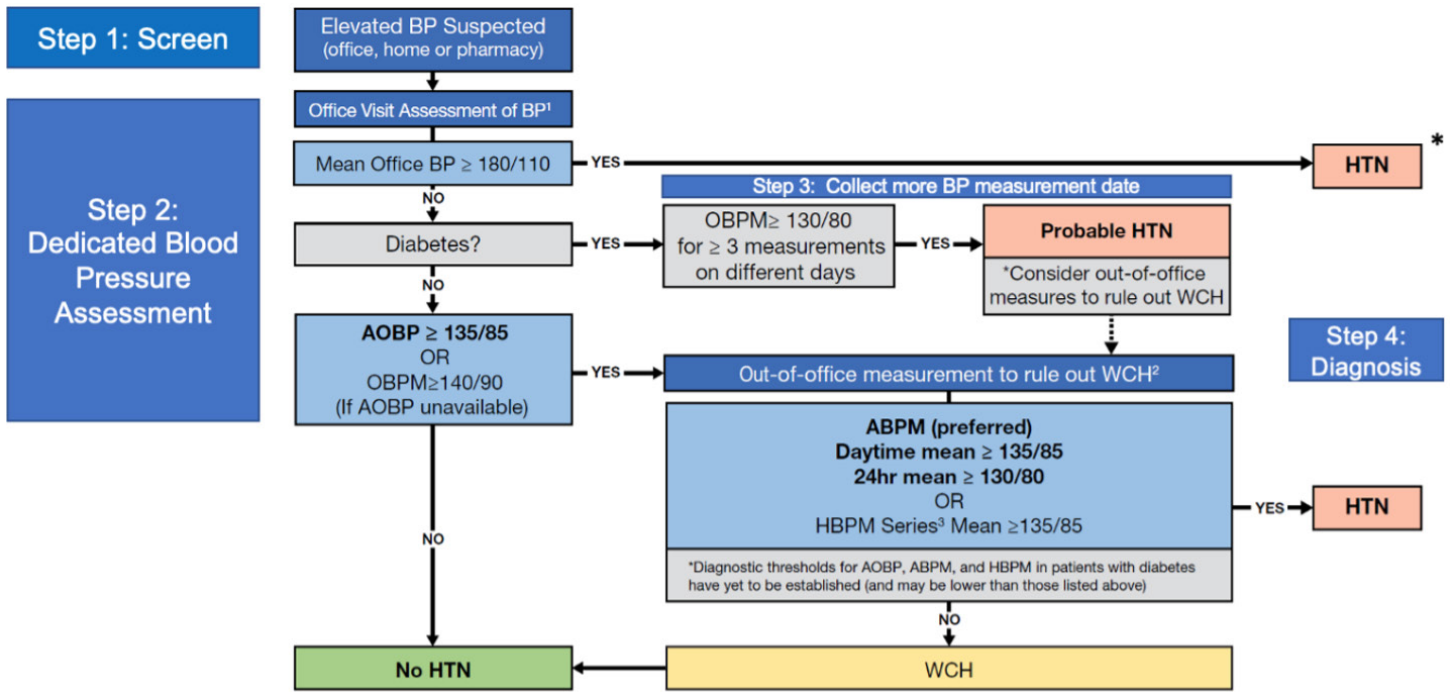 Step 1: Screen
Elevated BP Suspected
(office, home or pharmacy)
Office Visit Assessment of BP¹
Step 2:
Dedicated Blood
Pressure
Assessment
Mean Office BP ≥ 180/110
YES
HTN
*
NO
Step 3: Collect more BP measurement date
Diabetes?
YES
OBPM≥ 130/80
for ≥ 3 measurements
on different days
YES
Probable HTN
*Consider out-of-office
measures to rule out WCH
NO
AOBP ≥ 135/85
OR
OBPM≥140/90
(If AOBP unavailable)
YES
Out-of-office measurement to rule out WCH²
Step 4:
Diagnosis
ABPM (preferred)
Daytime mean ≥ 135/85
24hr mean ≥ 130/80
OR
HBPM Series³ Mean ≥135/85
YES
HTN
*Diagnostic thresholds for AOBP, ABPM, and HBPM in patients with diabetes
have yet to be established (and may be lower than those listed above)
NO
NO
No HTN
WCH